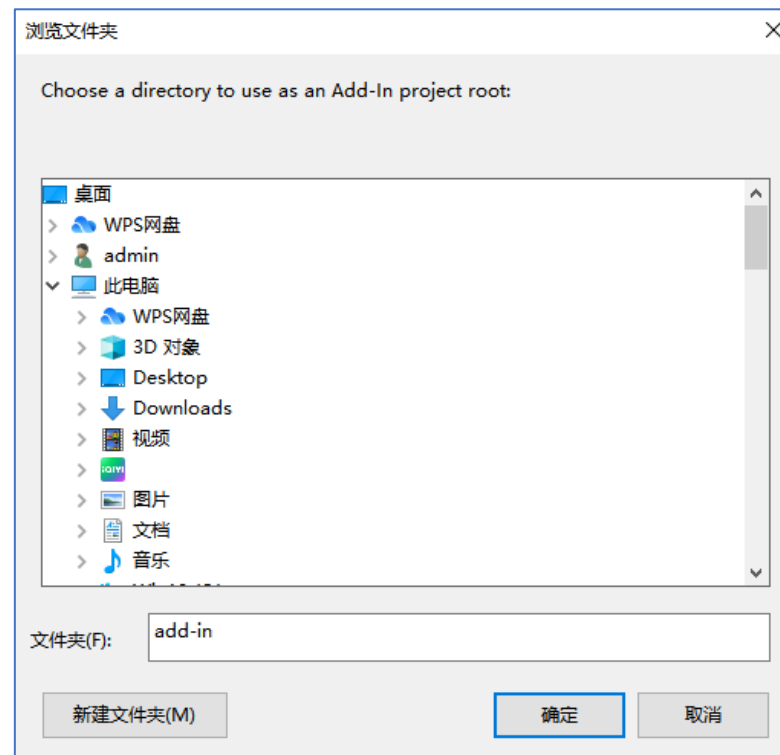 浏览文件夹
Choose a directory to use as an Add-In project root:
桌面
WPS网盘
admin
此电脑
WPS网盘
3D 对象
Desktop
Downloads
视频
iQIYI
图片
文档
音乐
文件夹(F): add-in
新建文件夹(M) 确定 取消